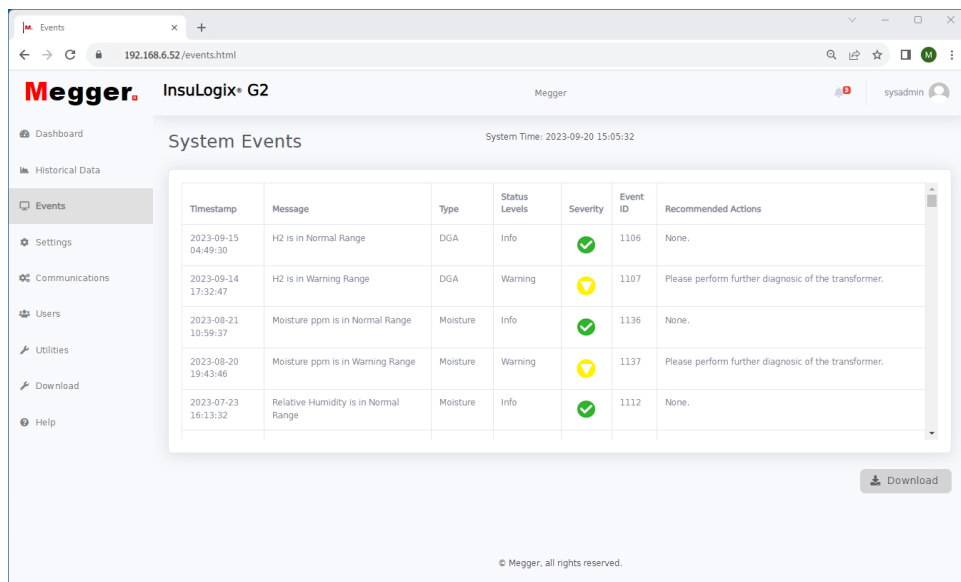 M. Events
192.168.6.52/events.html
M
Megger.
InsuLogix® G2
Megger
3
sysadmin
Dashboard
Historical Data
Events
Settings
Communications
Users
Utilities
Download
Help
System Events
System Time: 2023-09-20 15:05:32
Timestamp Message Type Status Levels Severity Event ID Recommended Actions
2023-09-15 04:49:30 H2 is in Normal Range DGA Info 1106 None.
2023-09-14 17:32:47 H2 is in Warning Range DGA Warning 1107 Please perform further diagnosic of the transformer.
2023-08-21 10:59:37 Moisture ppm is in Normal Range Moisture Info 1136 None.
2023-08-20 19:43:46 Moisture ppm is in Warning Range Moisture Warning 1137 Please perform further diagnosic of the transformer.
2023-07-23 16:13:32 Relative Humidity is in Normal Range Moisture Info 1112 None.
Download
© Megger, all rights reserved.